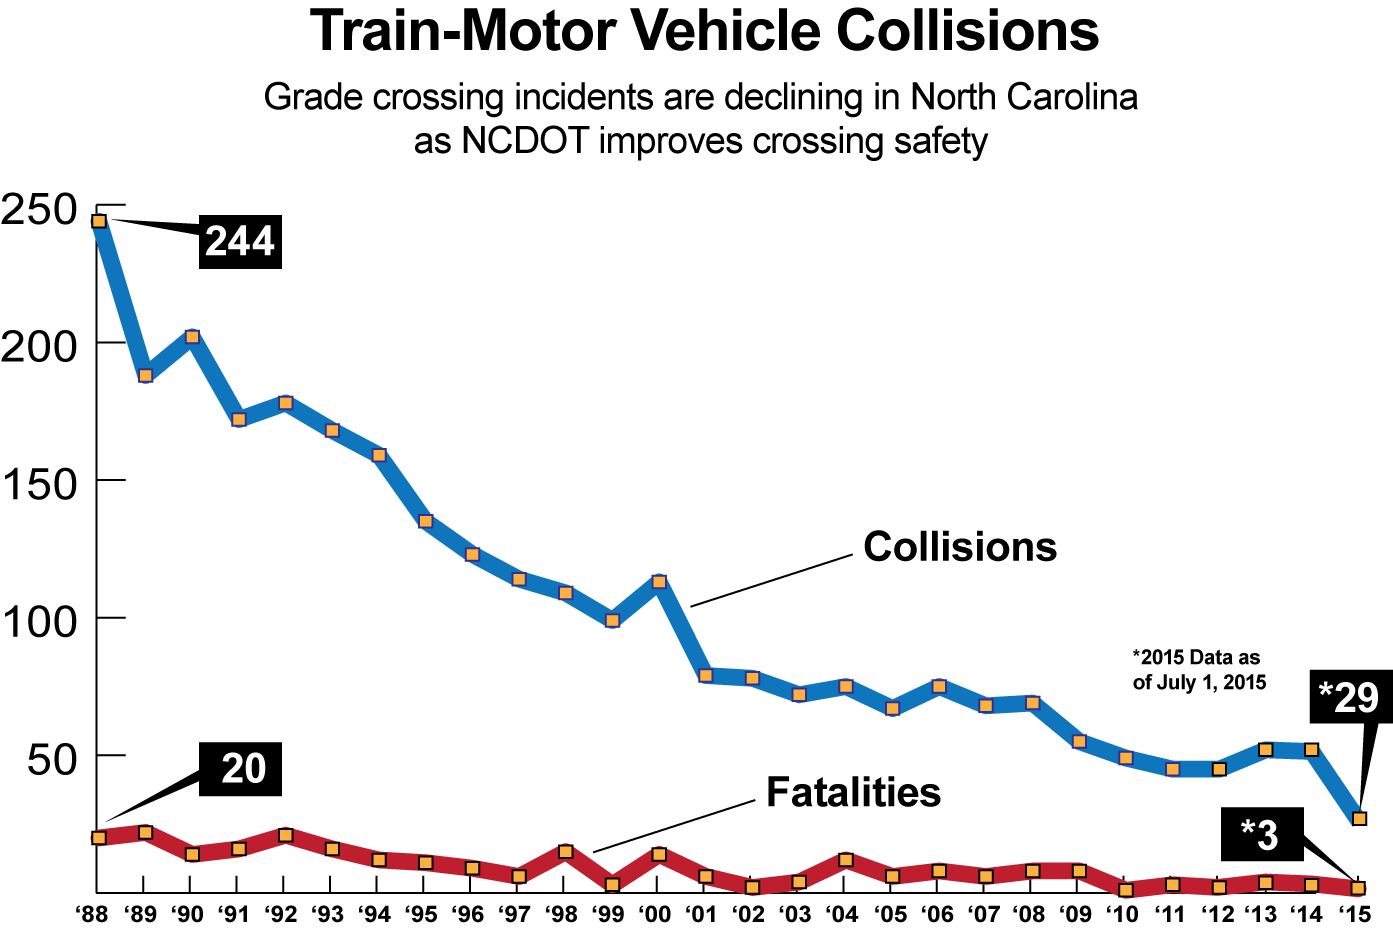 Train-Motor Vehicle Collisions
Grade crossing incidents are declining in North Carolina
as NCDOT improves crossing safety
250
244
200
150
Collisions
100
*2015 Data as
of July 1, 2015
*29
50
20
Fatalities
*3
‘88 ‘89 ‘90 ‘91 ‘92 ‘93 ‘94 ‘95 ‘96 ‘97 ‘98 ‘99 ‘00 ‘01 ‘02 ‘03 ‘04 ‘05 ‘06 ‘07 ‘08 ‘09 ‘10 ‘11 ‘12 ‘13 ‘14 ‘15